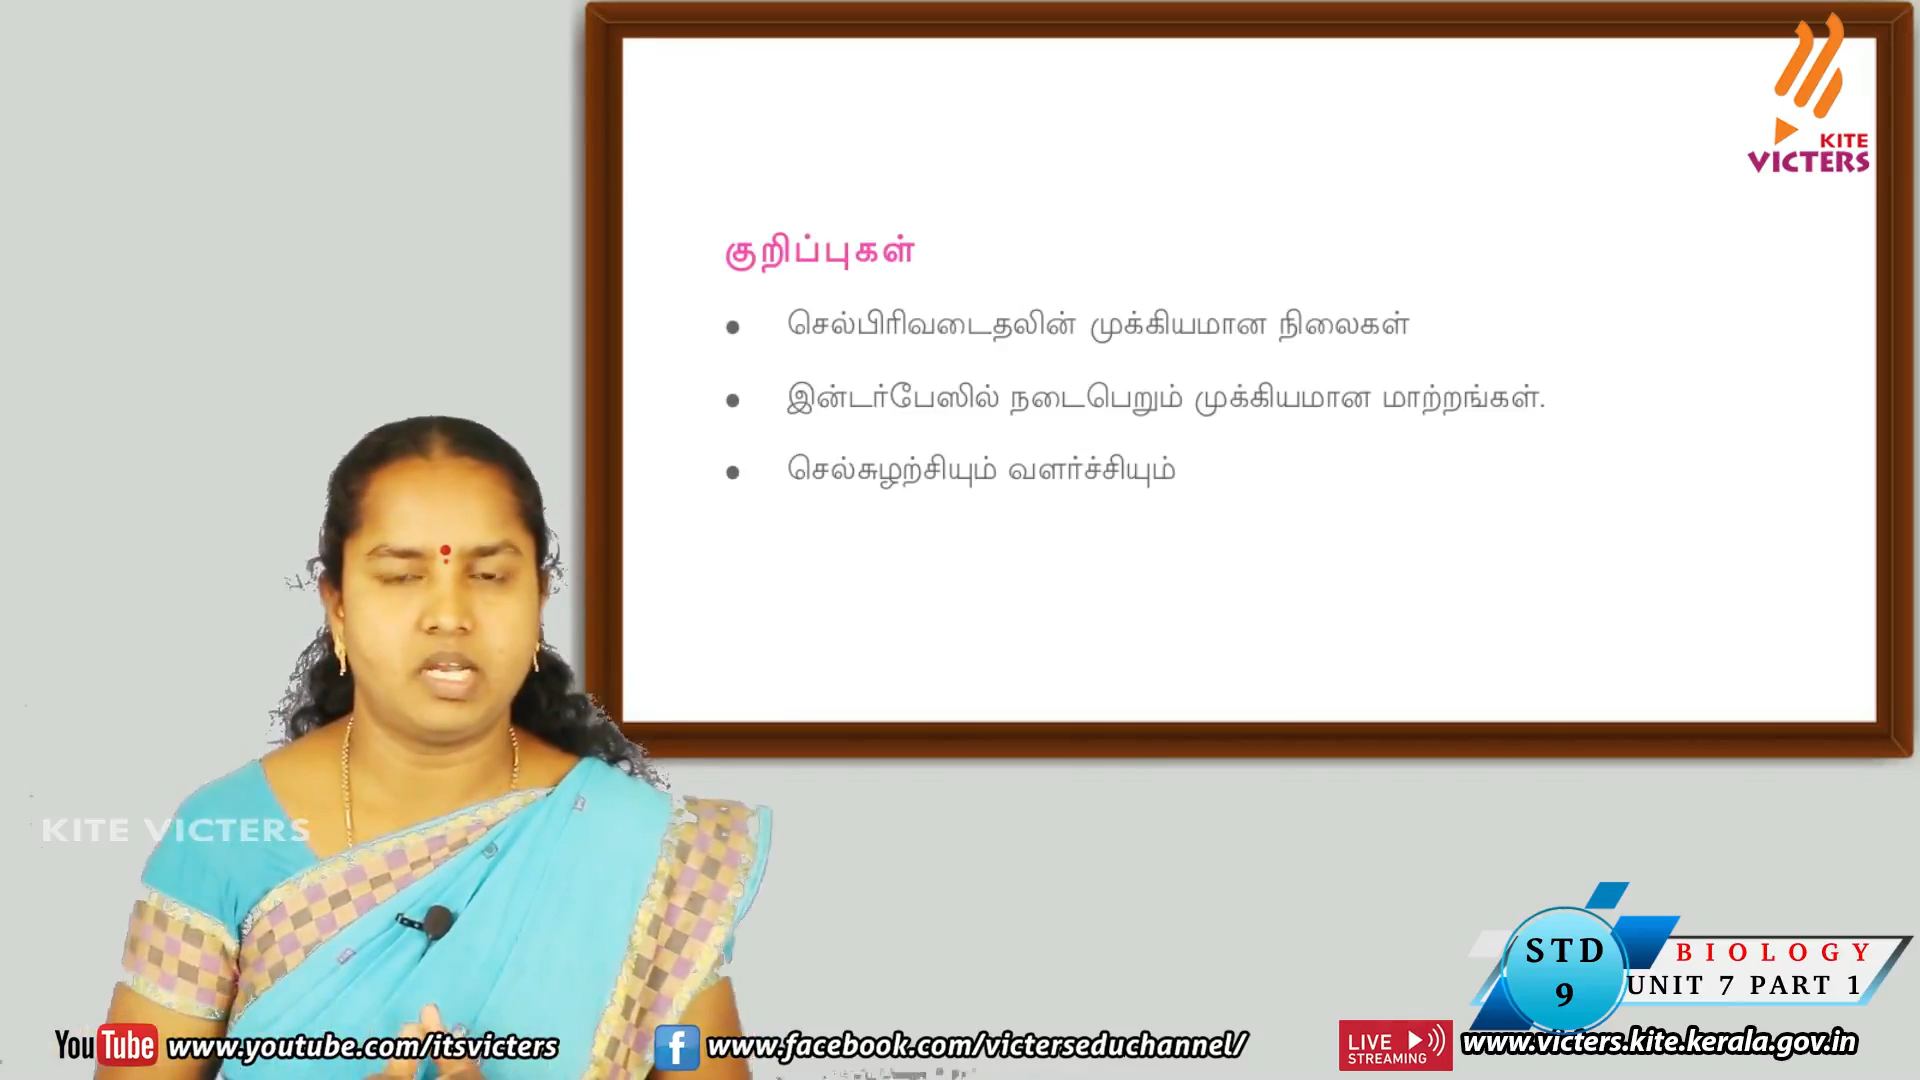 KITE
VICTERS
குறிப்புகள்
● செல்பிரிவடைதலின் முக்கியமான நிலைகள்
● இன்டர்பேஸில் நடைபெறும் முக்கியமான மாற்றங்கள்.
● செல்சுழற்சியும் வளர்ச்சியும்
KITE VICTERS
STD
9
BIOLOGY
UNIT 7 PART 1
YouTube www.youtube.com/itsvicters
f www.facebook.com/victerseduchannel/
LIVE
STREAMING
www.victers.kite.kerala.gov.in